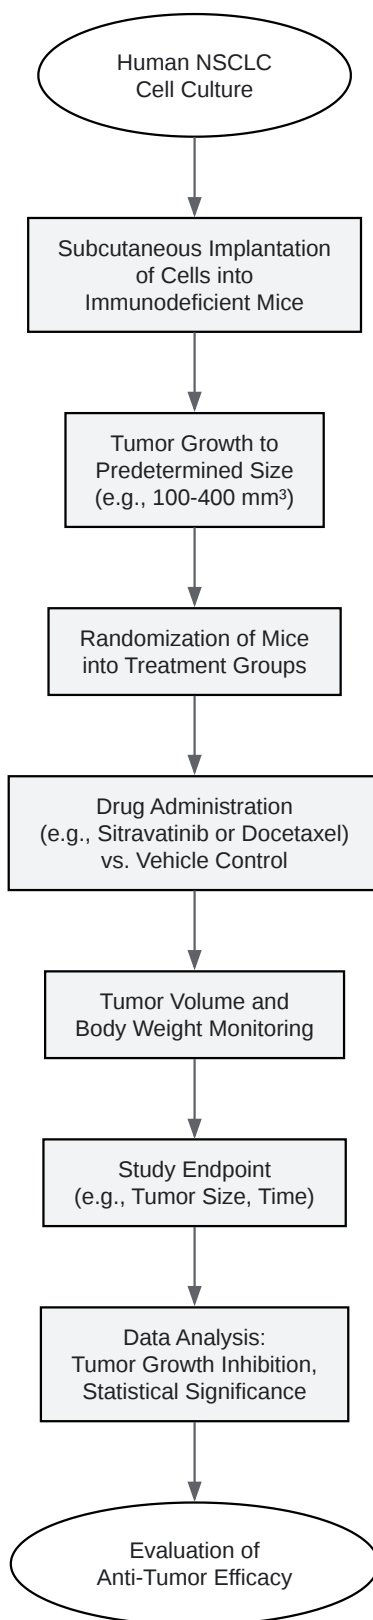 Human NSCLC
Cell Culture
Subcutaneous Implantation
of Cells into
Immunodeficient Mice
Tumor Growth to
Predetermined Size
(e.g., 100-400 mm³)
Randomization of Mice
into Treatment Groups
Drug Administration
(e.g., Sitravatinib or Docetaxel)
vs. Vehicle Control
Tumor Volume and
Body Weight Monitoring
Study Endpoint
(e.g., Tumor Size, Time)
Data Analysis:
Tumor Growth Inhibition,
Statistical Significance
Evaluation of
Anti-Tumor Efficacy